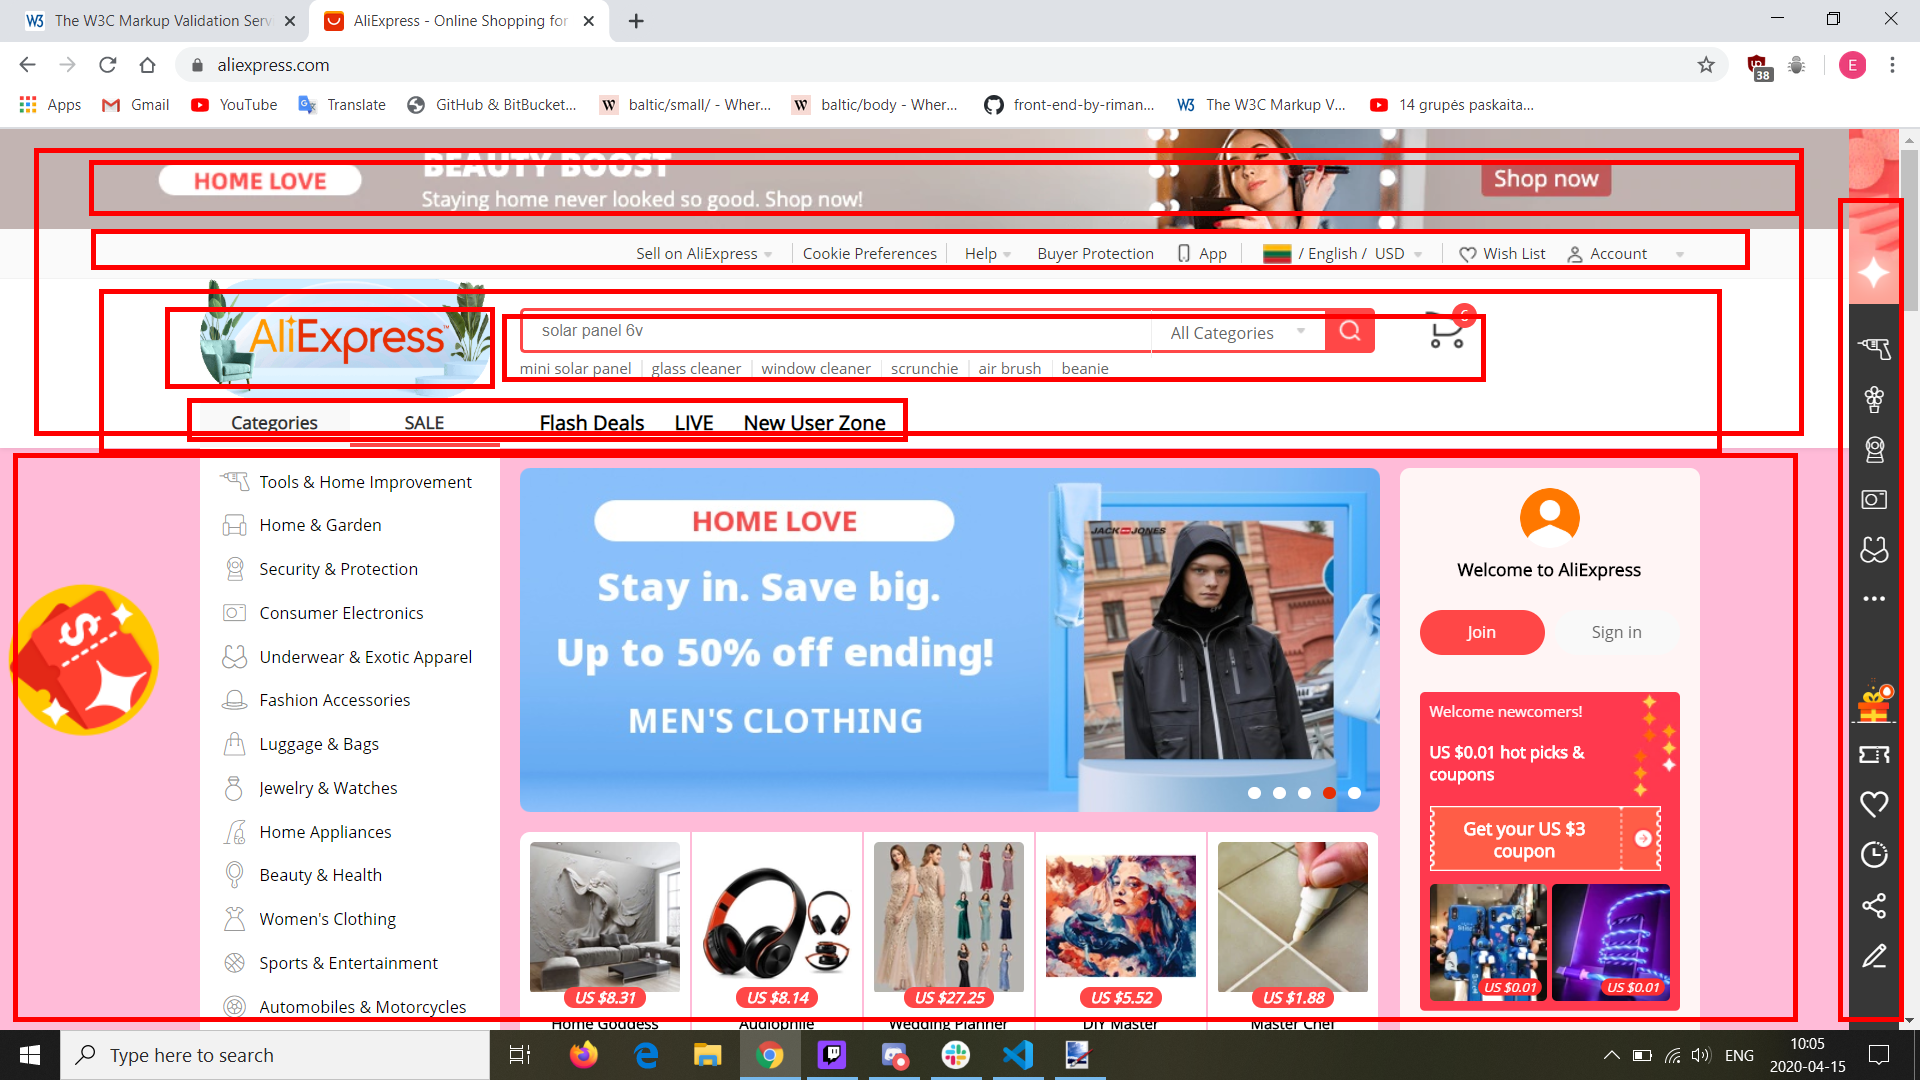 The W3C Markup Validation Serv
AliExpress - Online Shopping for
aliexpress.com
38
E
Apps
Gmail
YouTube
Translate
GitHub & BitBucket...
baltic/small/ - Wher...
baltic/body - Wher...
front-end-by-riman...
The W3C Markup V...
14 grupės paskaita...
HOME LOVE
BEAUTY BOOST
Staying home never looked so good. Shop now!
Shop now
Sell on AliExpress
Cookie Preferences
Help
Buyer Protection
App
/ English / USD
Wish List
Account
AliExpress™
solar panel 6v
All Categories
mini solar panel
glass cleaner
window cleaner
scrunchie
air brush
beanie
Categories
SALE
Flash Deals
LIVE
New User Zone
Tools & Home Improvement
Home & Garden
Security & Protection
Consumer Electronics
Underwear & Exotic Apparel
Fashion Accessories
Luggage & Bags
Jewelry & Watches
Home Appliances
Beauty & Health
Women's Clothing
Sports & Entertainment
Automobiles & Motorcycles
HOME LOVE
Stay in. Save big.
Up to 50% off ending!
MEN'S CLOTHING
JACK JONES
Welcome to AliExpress
Join
Sign in
Welcome newcomers!
US $0.01 hot picks &
coupons
Get your US $3
coupon
US $0.01
US $0.01
US $8.31
US $8.14
US $27.25
US $5.52
US $1.88
Home Goddess
Audiophile
Wedding Planner
DIY Master
Master Chef
Type here to search
ENG
10:05
2020-04-15